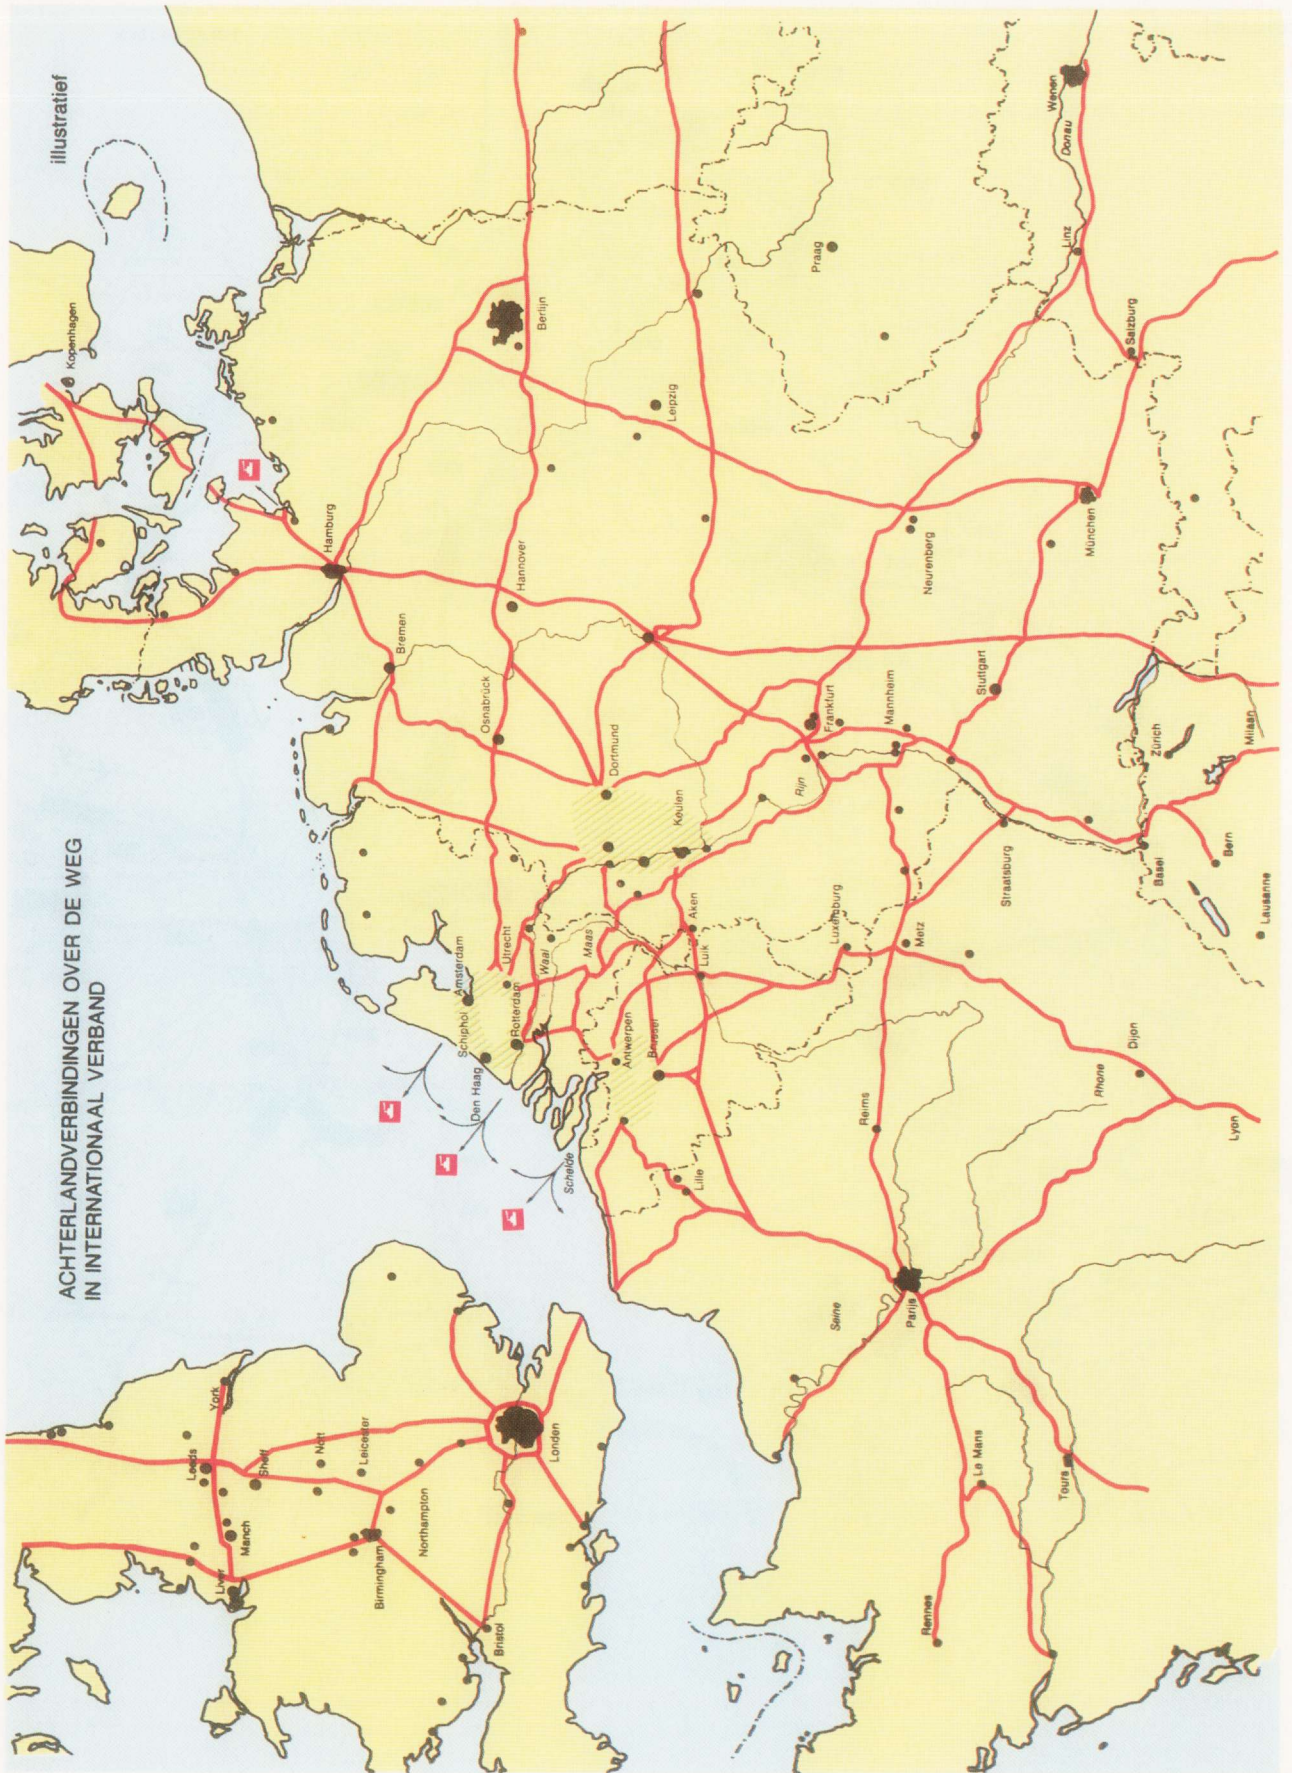 ACHTERLANDVERBINDINGEN OVER DE WEG
IN INTERNATIONAAL VERBAND
illustratief
Kopenhagen
Hamburg
Bremen
Berlijn
Hannover
Osnabrück
Leipzig
Dortmund
Keulen
Praag
Amsterdam
Schiphol
Utrecht
Den Haag
Rotterdam
Waal
Maas
Schelde
Antwerpen
Brussel
Luik
Aken
Lille
Luxemburg
Rijn
Frankfurt
Mannheim
Neurenberg
Stuttgart
München
Salzburg
Linz
Donau
Wenen
Metz
Straatsburg
Reims
Seine
Parijs
Rhone
Dijon
Lyon
Basel
Zürich
Bern
Lausanne
Milaan
Le Mans
Rennes
Tours
York
Leeds
Sheff
Manch
Liver
Nott
Leicester
Birmingham
Northampton
Bristol
Londen